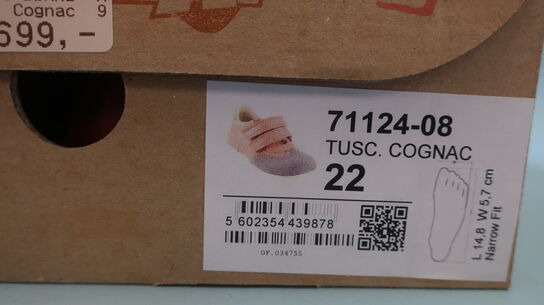 Cognac 9
699,-
71124-08
TUSC. COGNAC
22
5 602354 439878
OF.034755
L 14,8 W 5,7 cm
Narrow Fit